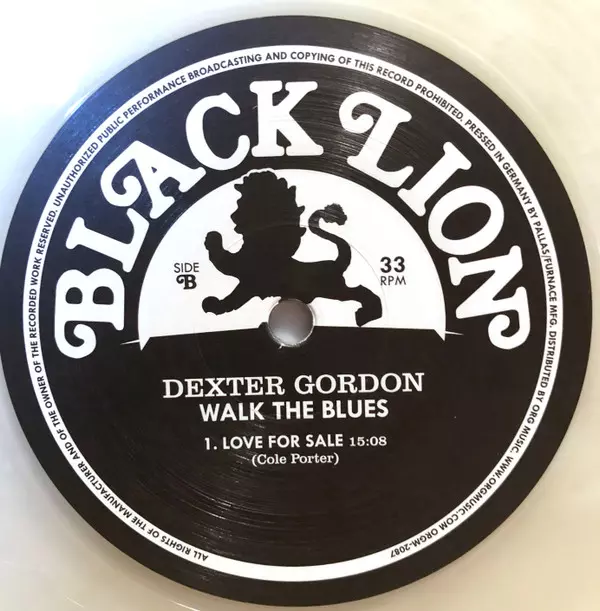 ALL RIGHTS OF THE MANUFACTURER AND OF THE OWNER OF THE RECORDED WORK RESERVED. UNAUTHORIZED PUBLIC PERFORMANCE BROADCASTING AND COPYING OF THIS RECORD PROHIBITED. PRESSED IN GERMANY BY PALLAS/FURNACE MFG. DISTRIBUTED BY ORG MUSIC. WWW.ORGMUSIC.COM ORGM-2087
BLACK LION
SIDE
B
33
RPM
DEXTER GORDON
WALK THE BLUES
1. LOVE FOR SALE 15:08
(Cole Porter)